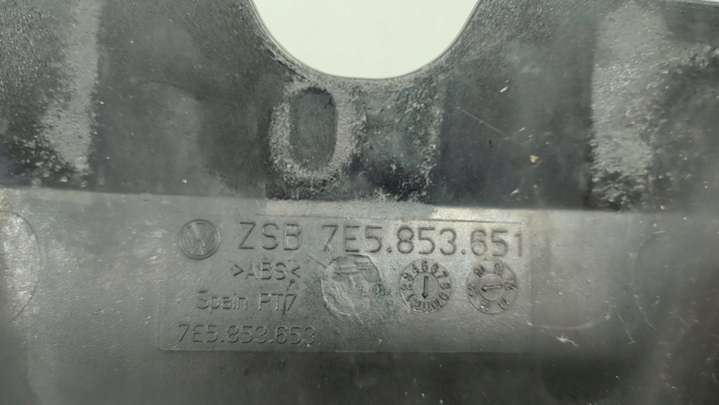 ZSB 7E5.853.651
>ABS<
Spain PT7
7E5.853.653